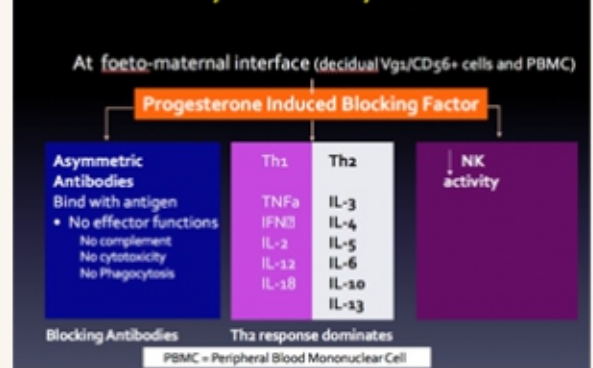 At foeto-maternal interface (decidual Vg1/CD56+ cells and PBMC)
Progesterone Induced Blocking Factor
Asymmetric
Antibodies
Bind with antigen
• No effector functions
No complement
No cytotoxicity
No Phagocytosis
Th1
TNFa
IFN
IL-2
IL-12
IL-18
Th2
IL-3
IL-4
IL-5
IL-6
IL-10
IL-13
↓ NK
activity
Blocking Antibodies
Th2 response dominates
PBMC = Peripheral Blood Mononuclear Cell